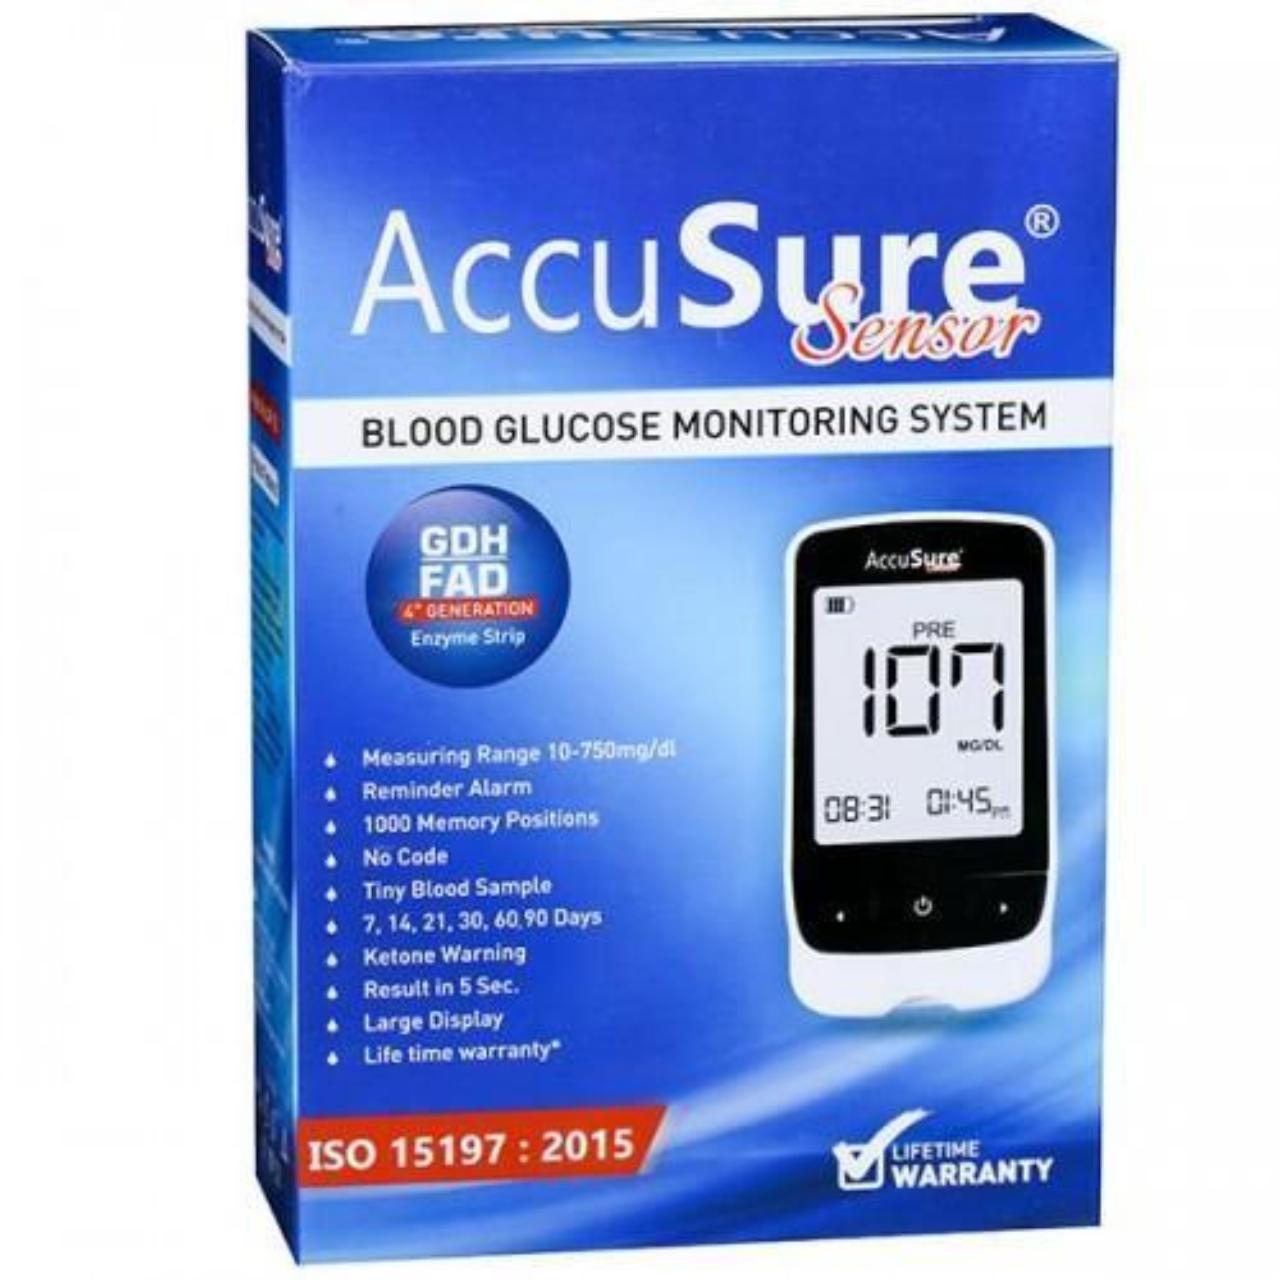 AccuSure®
Sensor
BLOOD GLUCOSE MONITORING SYSTEM
GDH
FAD
4th GENERATION
Enzyme Strip
AccuSure
Sensor
PRE
107
MG/DL
08:31 01:45 PM
Measuring Range 10-750mg/dl
Reminder Alarm
1000 Memory Positions
No Code
Tiny Blood Sample
7, 14, 21, 30, 60,90 Days
Ketone Warning
Result in 5 Sec.
Large Display
Life time warranty*
ISO 15197 : 2015
LIFETIME
WARRANTY